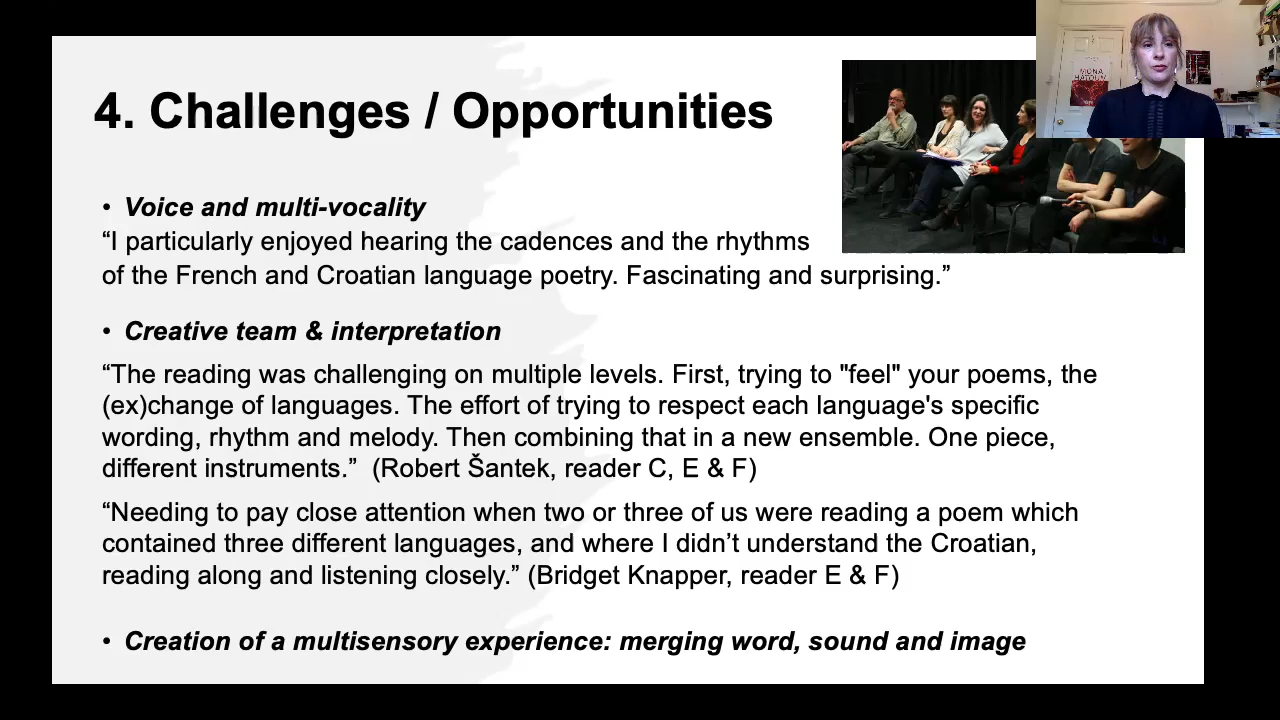 4. Challenges / Opportunities
• Voice and multi-vocality
“I particularly enjoyed hearing the cadences and the rhythms
of the French and Croatian language poetry. Fascinating and surprising.”
• Creative team & interpretation
“The reading was challenging on multiple levels. First, trying to "feel" your poems, the
(ex)change of languages. The effort of trying to respect each language's specific
wording, rhythm and melody. Then combining that in a new ensemble. One piece,
different instruments.” (Robert Šantek, reader C, E & F)
“Needing to pay close attention when two or three of us were reading a poem which
contained three different languages, and where I didn’t understand the Croatian,
reading along and listening closely.” (Bridget Knapper, reader E & F)
• Creation of a multisensory experience: merging word, sound and image
MONA